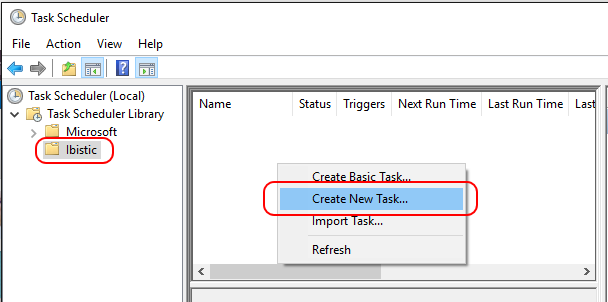 Task Scheduler
File Action View Help
Task Scheduler (Local)
Task Scheduler Library
Microsoft
Ibistic
Name Status Triggers Next Run Time Last Run Time Last
Create Basic Task...
Create New Task...
Import Task...
Refresh